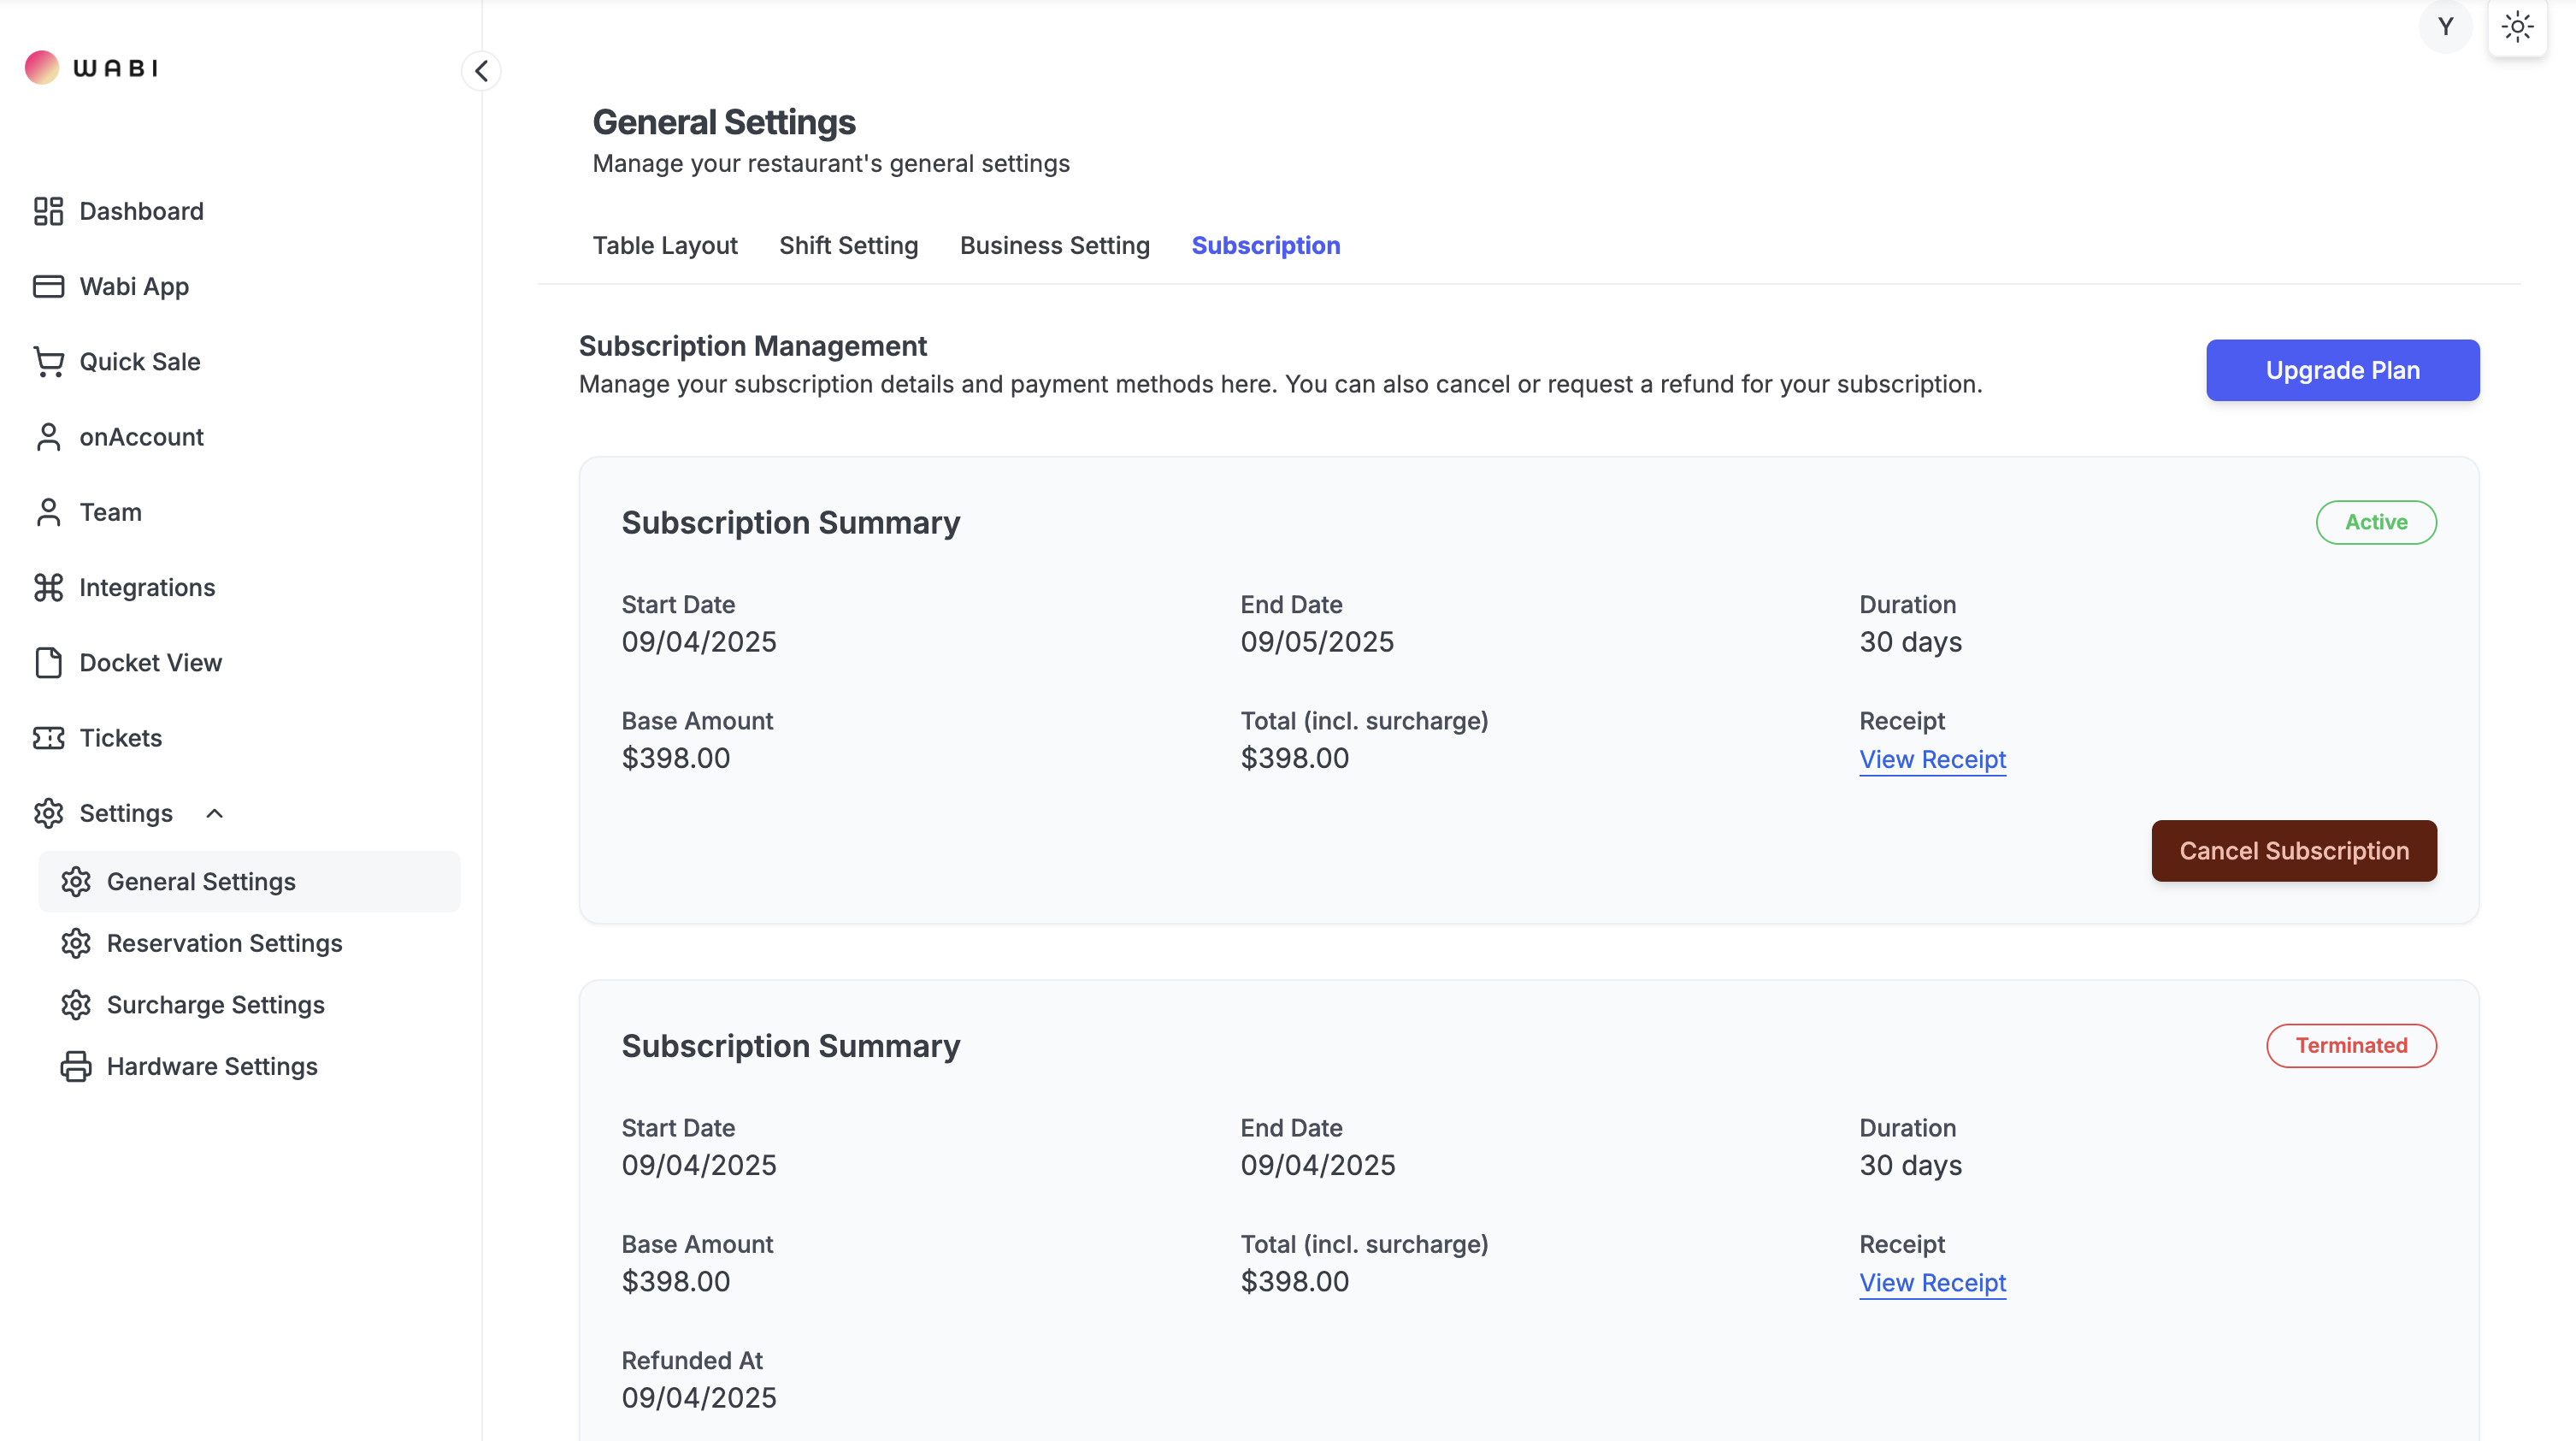 WABI
Y
Dashboard
Wabi App
Quick Sale
onAccount
Team
Integrations
Docket View
Tickets
Settings
General Settings
Reservation Settings
Surcharge Settings
Hardware Settings
General Settings
Manage your restaurant's general settings
Table Layout Shift Setting Business Setting Subscription
Subscription Management
Manage your subscription details and payment methods here. You can also cancel or request a refund for your subscription.
Upgrade Plan
Subscription Summary Active
Start Date End Date Duration
09/04/2025 09/05/2025 30 days
Base Amount Total (incl. surcharge) Receipt
$398.00 $398.00 View Receipt
Cancel Subscription
Subscription Summary Terminated
Start Date End Date Duration
09/04/2025 09/04/2025 30 days
Base Amount Total (incl. surcharge) Receipt
$398.00 $398.00 View Receipt
Refunded At
09/04/2025